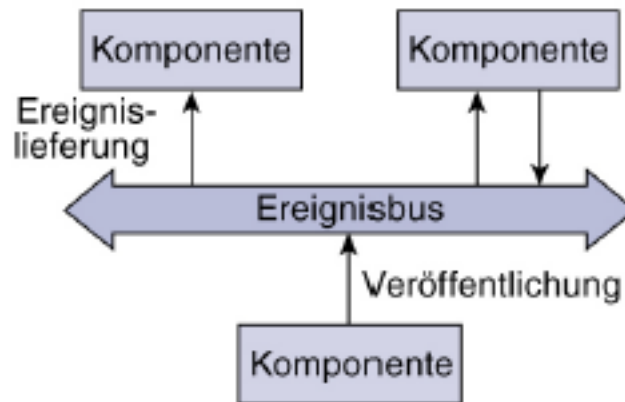 Komponente
Komponente
Ereignis-
lieferung
Ereignisbus
Veröffentlichung
Komponente